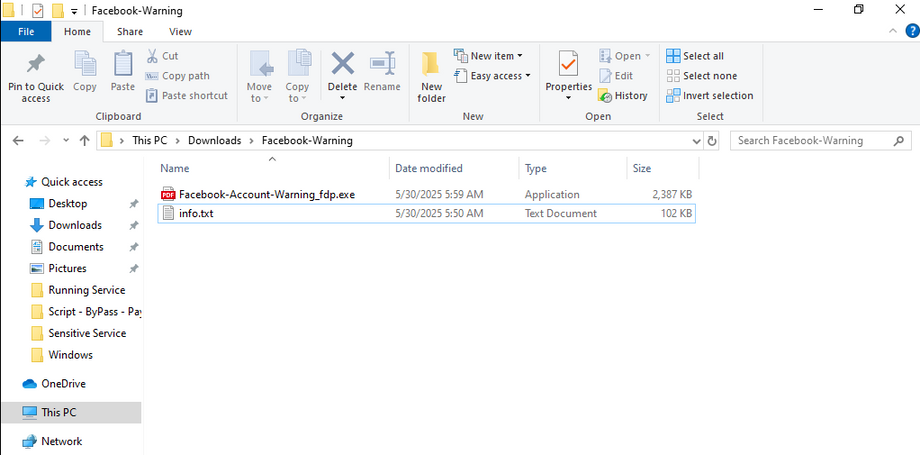 Facebook-Warning
File Home Share View
Pin to Quick access
Copy
Paste
Cut
Copy path
Paste shortcut
Clipboard
Move to
Copy to
Delete
Rename
Organize
New folder
New item
Easy access
New
Properties
Open
Edit
History
Open
Select all
Select none
Invert selection
Select
This PC > Downloads > Facebook-Warning
Search Facebook-Warning
Name Date modified Type Size
PDF Facebook-Account-Warning_fdp.exe 5/30/2025 5:59 AM Application 2,387 KB
info.txt 5/30/2025 5:50 AM Text Document 102 KB
Quick access
Desktop
Downloads
Documents
Pictures
Running Service
Script - ByPass - Pay
Sensitive Service
Windows
OneDrive
This PC
Network